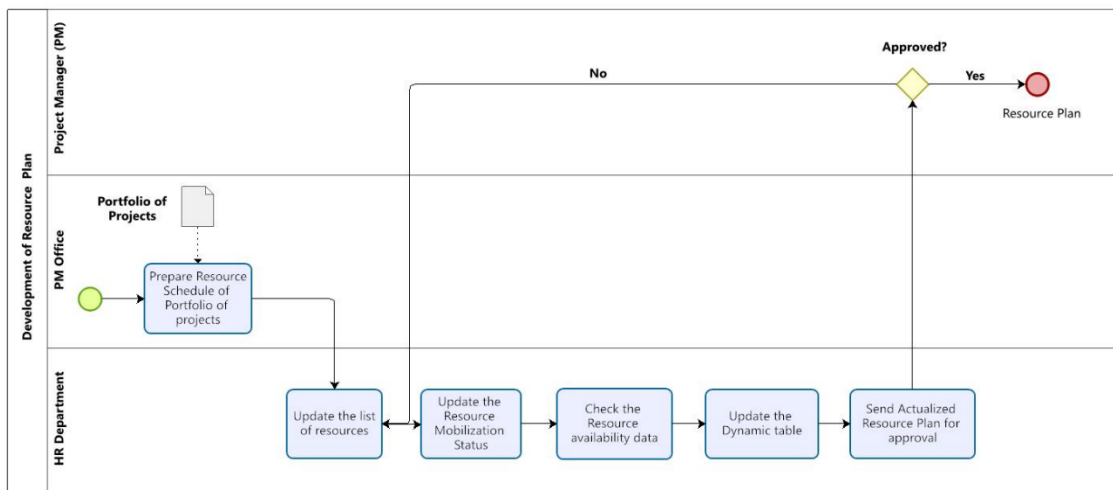 Development of Resource Plan
Project Manager (PM)
Approved?
No
Yes
Resource Plan
PM Office
Portfolio of
Projects
Prepare Resource
Schedule of
Portfolio of
projects
HR Department
Update the list
of resources
Update the
Resource
Mobilization
Status
Check the
Resource
availability data
Update the
Dynamic table
Send Actualized
Resource Plan for
approval